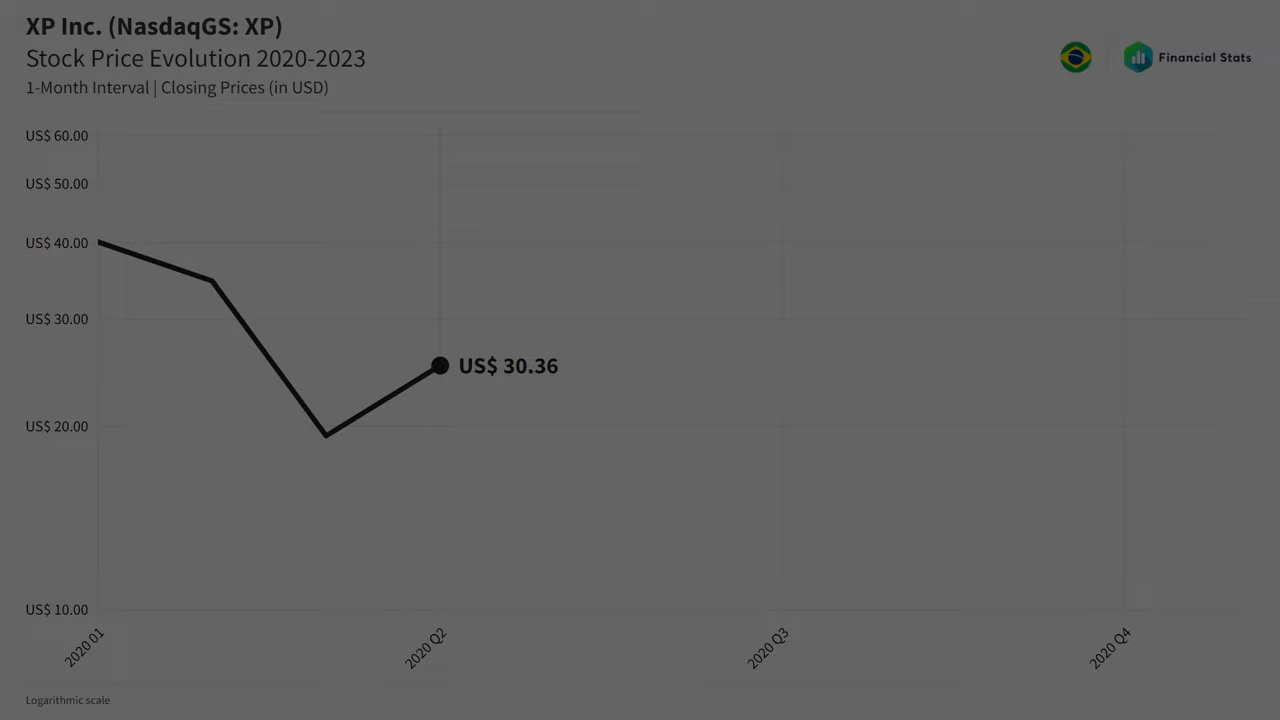 XP Inc. (NasdaqGS: XP)
Stock Price Evolution 2020-2023
1-Month Interval | Closing Prices (in USD)
Financial Stats
US$ 60.00
US$ 50.00
US$ 40.00
US$ 30.00
US$ 30.36
US$ 20.00
US$ 10.00
2020 01
2020 Q2
2020 Q3
2020 Q4
Logarithmic scale